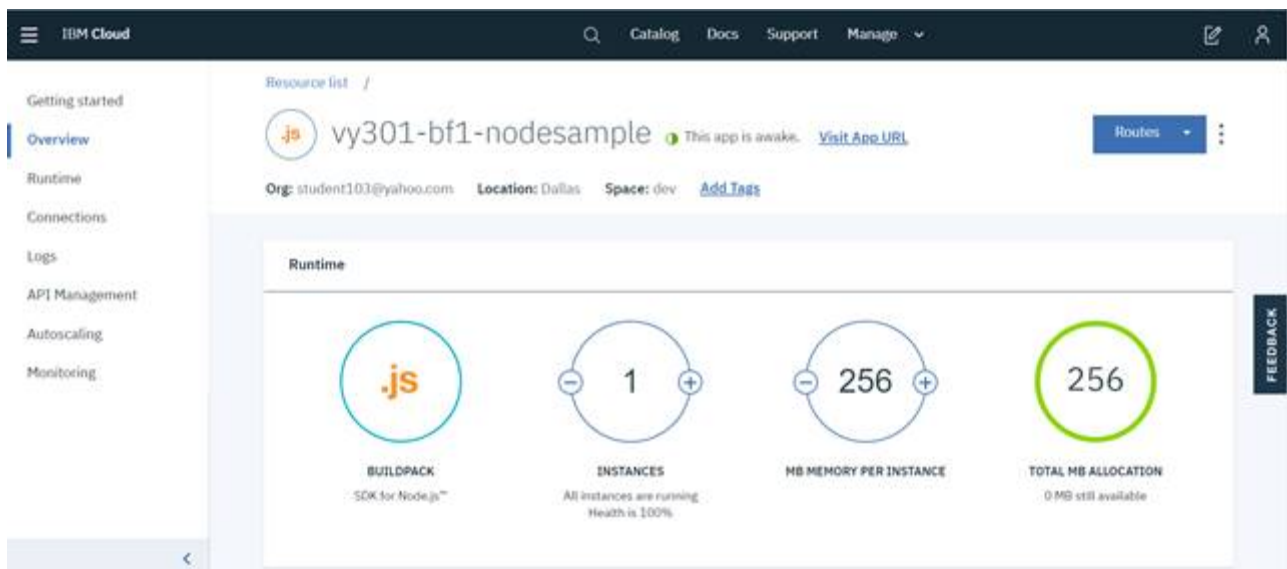 IBM Cloud Catalog Docs Support Manage
Getting started
Overview
Runtime
Connections
Logs
API Management
Autoscaling
Monitoring
Resource list /
.js vy301-bf1-nodesample This app is awake. Visit App URL
Routes
Org: student103@yahoo.com Location: Dallas Space: dev Add Tags
Runtime
.js 1 256 256
BUILDPACK INSTANCES MB MEMORY PER INSTANCE TOTAL MB ALLOCATION
SDK for Node.js™ All instances are running 0 MB still available
Health is 100%
FEEDBACK